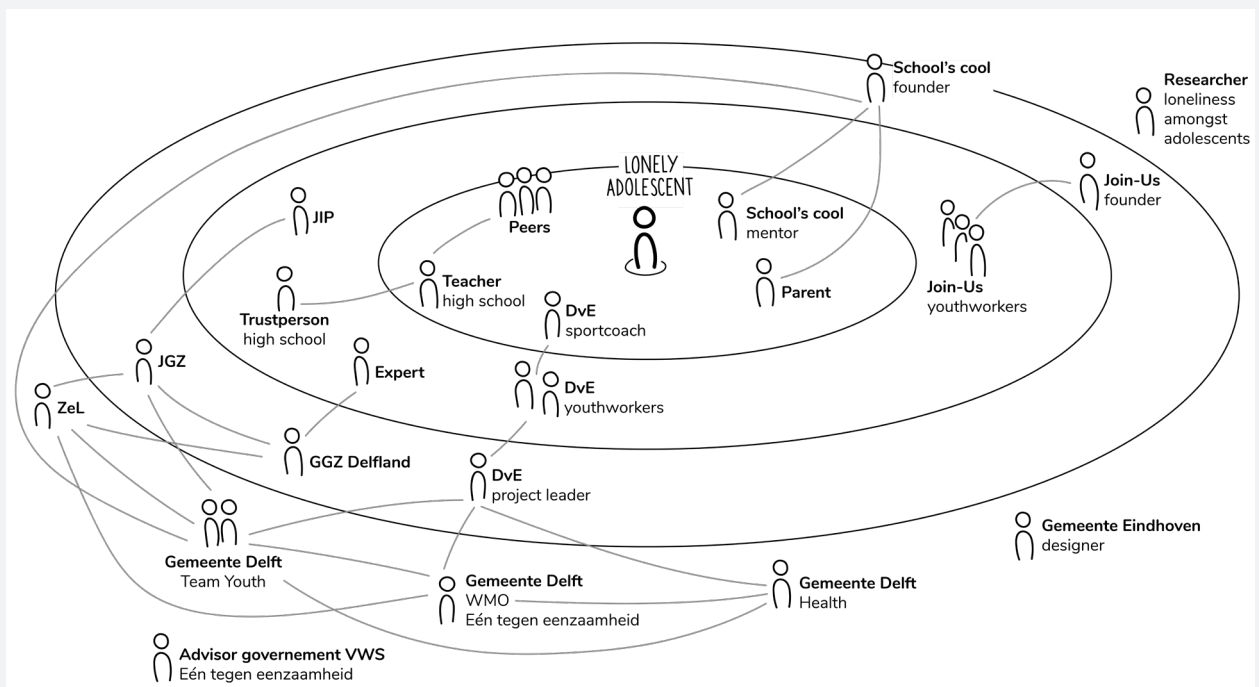 School's cool
founder
Researcher
loneliness
amongst
adolescents
LONELY
ADOLESCENT
Join-Us
founder
JIP
Peers
School's cool
mentor
Teacher
high school
Parent
Join-Us
youthworkers
Trustperson
high school
DvE
sportcoach
JGZ
Expert
DvE
youthworkers
ZeL
GGZ Delfland
DvE
project leader
Gemeente Eindhoven
designer
Gemeente Delft
Team Youth
Gemeente Delft
WMO
Eén tegen eenzaamheid
Gemeente Delft
Health
Advisor governement VWS
Eén tegen eenzaamheid